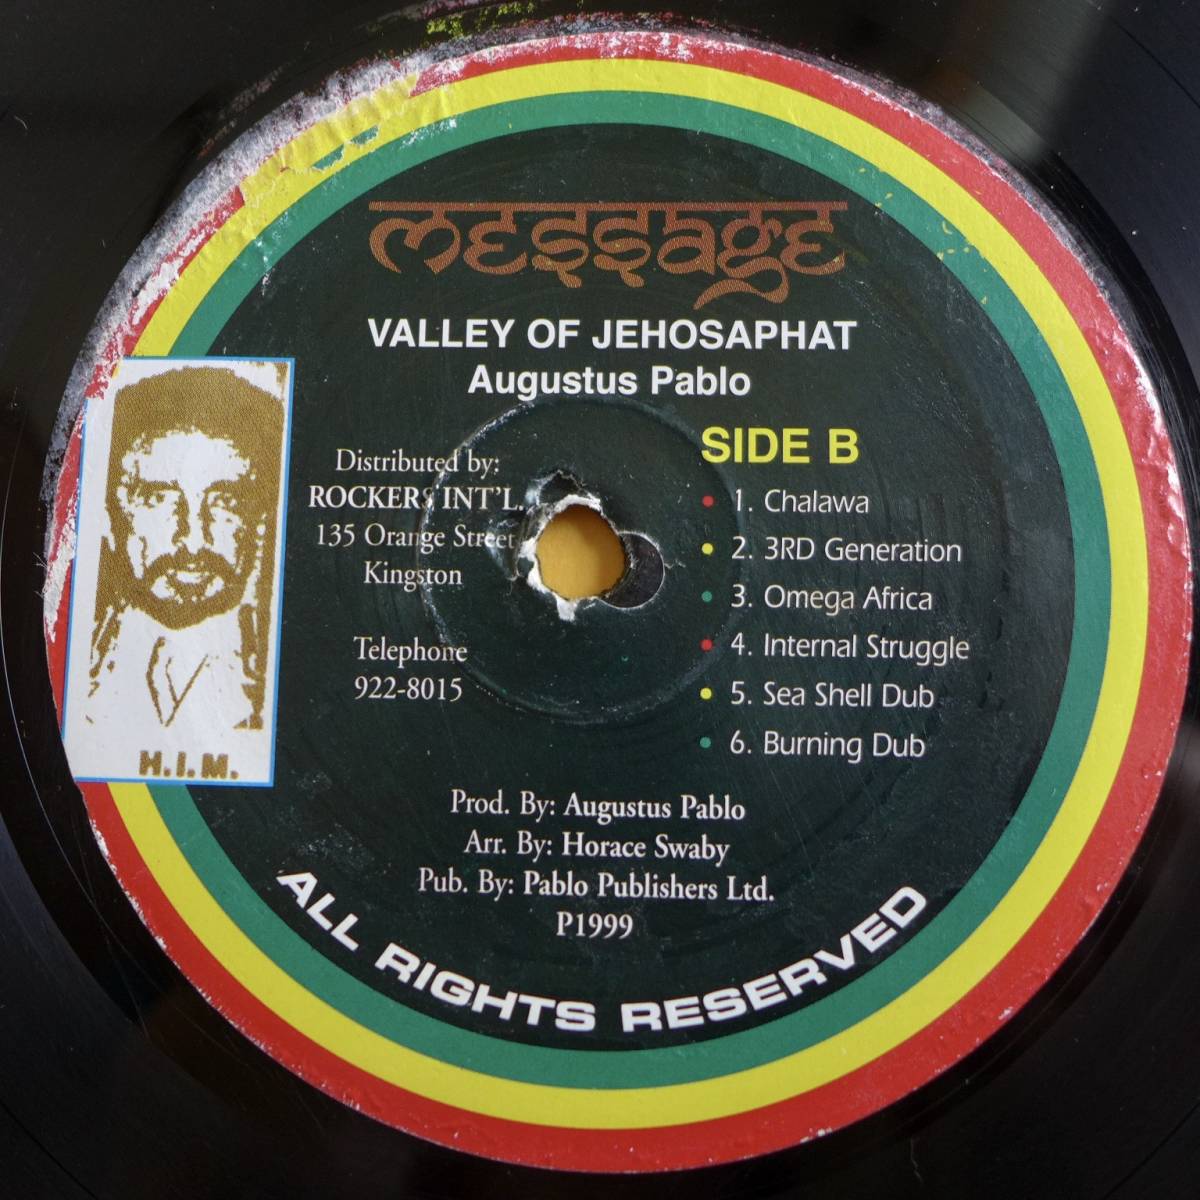 message
VALLEY OF JEHOSAPHAT
Augustus Pablo
SIDE B
Distributed by:
ROCKERS INT'L.
135 Orange Street
Kingston
Telephone
922-8015
1. Chalawa
2. 3RD Generation
3. Omega Africa
4. Internal Struggle
5. Sea Shell Dub
6. Burning Dub
H.I.M.
Prod. By: Augustus Pablo
Arr. By: Horace Swaby
Pub. By: Pablo Publishers Ltd.
P1999
ALL RIGHTS RESERVED